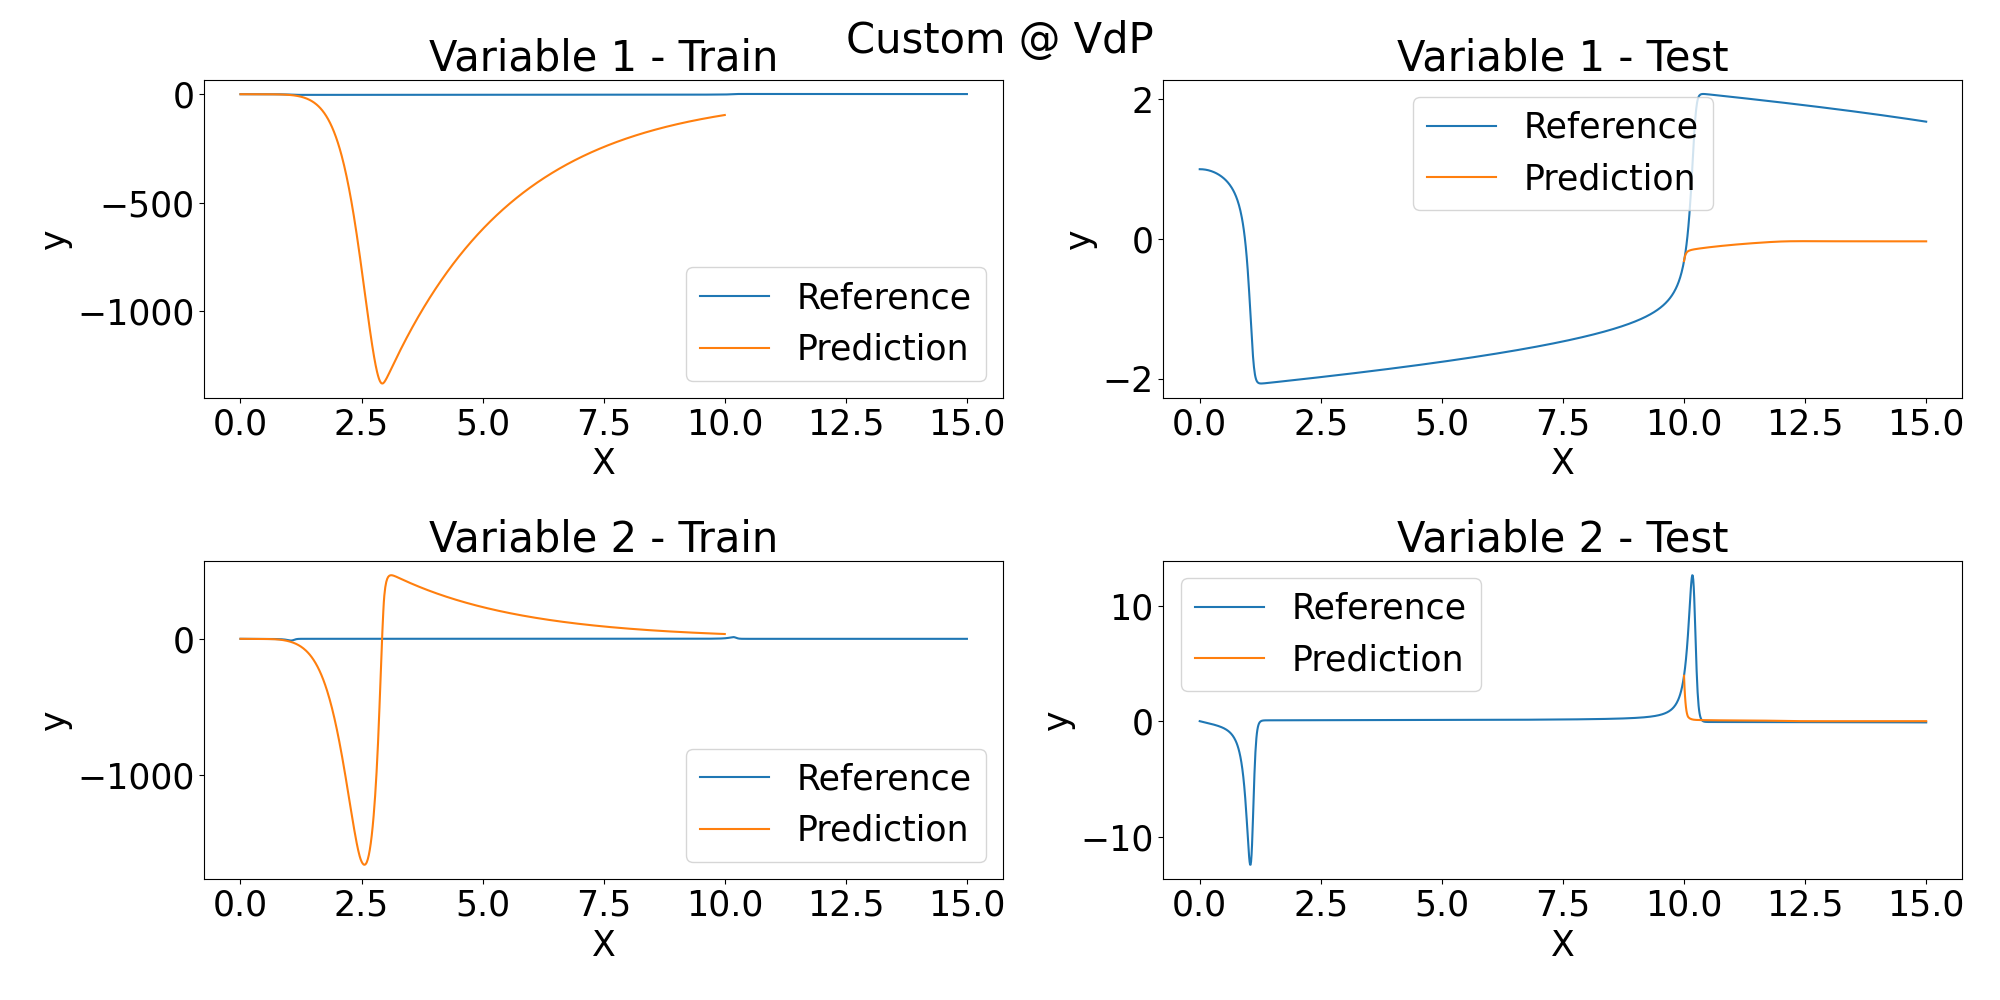 Custom @ VdP
Variable 1 - Train
0
−500
−1000
y
Reference
Prediction
0.0 2.5 5.0 7.5 10.0 12.5 15.0
X
Variable 1 - Test
2
0
−2
y
Reference
Prediction
0.0 2.5 5.0 7.5 10.0 12.5 15.0
X
Variable 2 - Train
0
−1000
y
Reference
Prediction
0.0 2.5 5.0 7.5 10.0 12.5 15.0
X
Variable 2 - Test
10
0
−10
y
Reference
Prediction
0.0 2.5 5.0 7.5 10.0 12.5 15.0
X